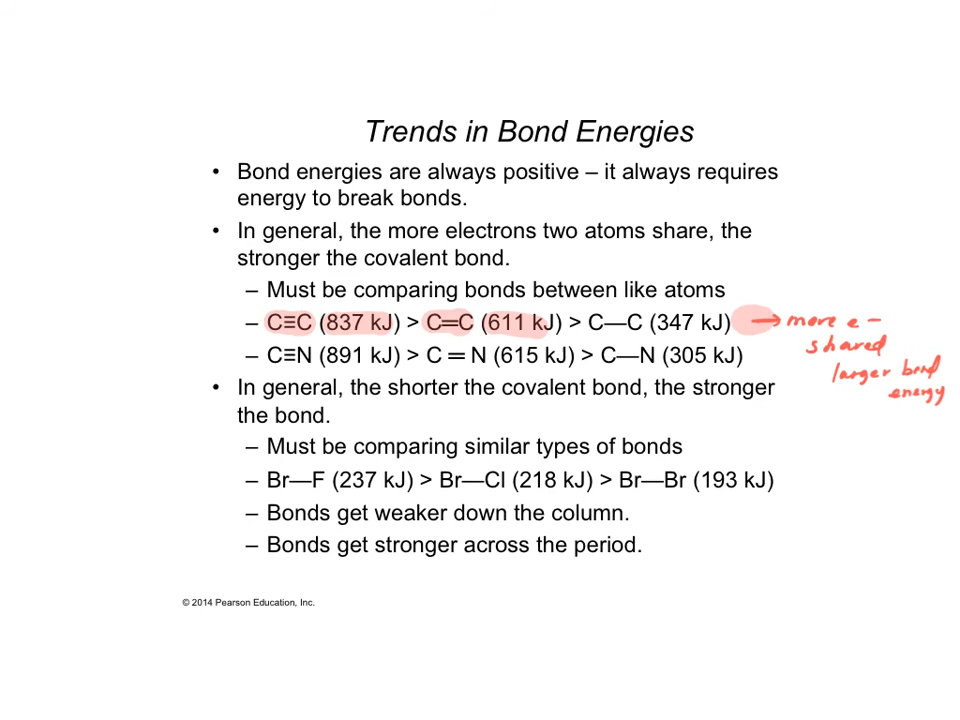 Trends in Bond Energies
• Bond energies are always positive – it always requires
energy to break bonds.
• In general, the more electrons two atoms share, the
stronger the covalent bond.
– Must be comparing bonds between like atoms
– C≡C (837 kJ) > C═C (611 kJ) > C—C (347 kJ) → more e –
shared
larger bond
energy
– C≡N (891 kJ) > C ═ N (615 kJ) > C—N (305 kJ)
• In general, the shorter the covalent bond, the stronger
the bond.
– Must be comparing similar types of bonds
– Br—F (237 kJ) > Br—Cl (218 kJ) > Br—Br (193 kJ)
– Bonds get weaker down the column.
– Bonds get stronger across the period.
© 2014 Pearson Education, Inc.